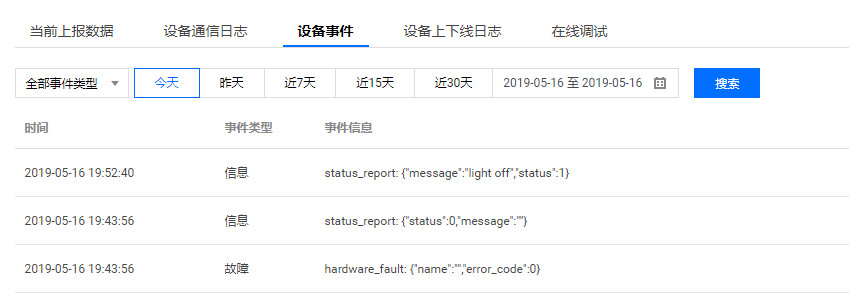 当前上报数据 设备通信日志 设备事件 设备上下线日志 在线调试
全部事件类型 今天 昨天 近7天 近15天 近30天 2019-05-16 至 2019-05-16 搜索
时间 事件类型 事件信息
2019-05-16 19:52:40 信息 status_report: {"message":"light off","status":1}
2019-05-16 19:43:56 信息 status_report: {"status":0,"message":""}
2019-05-16 19:43:56 故障 hardware_fault: {"name":"","error_code":0}